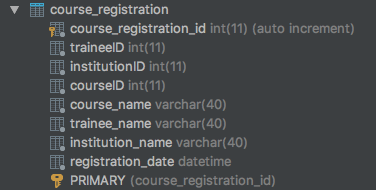 course_registration
course_registration_id int(11) (auto increment)
traineeID int(11)
institutionID int(11)
courseID int(11)
course_name varchar(40)
trainee_name varchar(40)
institution_name varchar(40)
registration_date datetime
PRIMARY (course_registration_id)